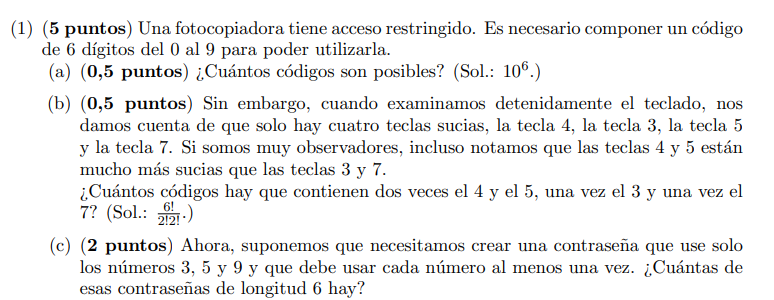 (1) (5 puntos) Una fotocopiadora tiene acceso restringido. Es necesario componer un código
de 6 dígitos del 0 al 9 para poder utilizarla.
(a) (0,5 puntos) ¿Cuántos códigos son posibles? (Sol.: 10⁶.)
(b) (0,5 puntos) Sin embargo, cuando examinamos detenidamente el teclado, nos
damos cuenta de que solo hay cuatro teclas sucias, la tecla 4, la tecla 3, la tecla 5
y la tecla 7. Si somos muy observadores, incluso notamos que las teclas 4 y 5 están
mucho más sucias que las teclas 3 y 7.
¿Cuántos códigos hay que contienen dos veces el 4 y el 5, una vez el 3 y una vez el
7? (Sol.: 6!/2!2!.)
(c) (2 puntos) Ahora, suponemos que necesitamos crear una contraseña que use solo
los números 3, 5 y 9 y que debe usar cada número al menos una vez. ¿Cuántas de
esas contraseñas de longitud 6 hay?